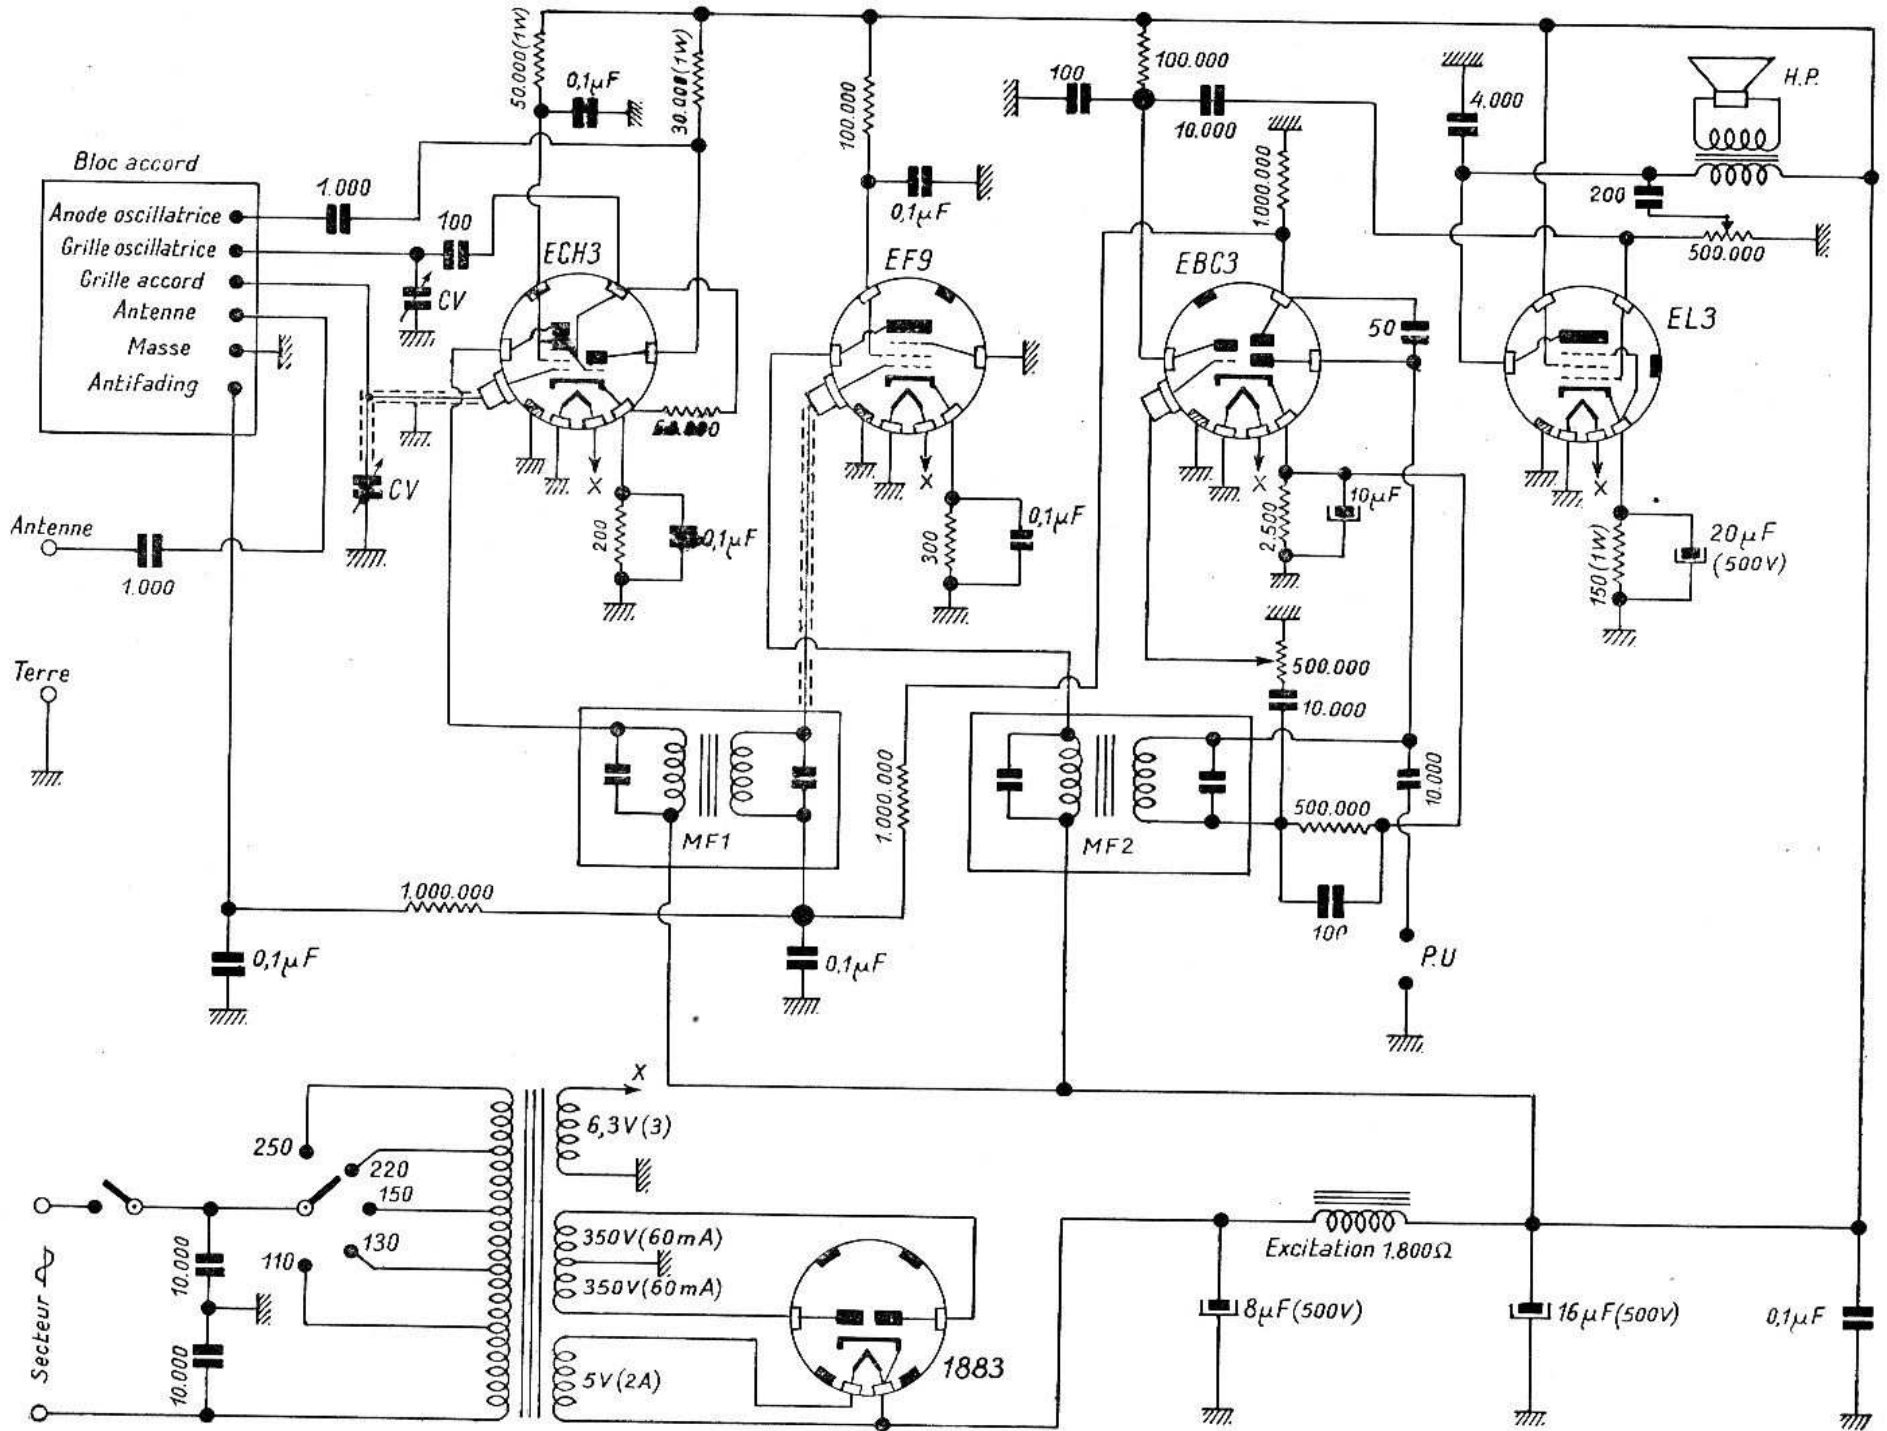 50.000 (1W)
0,1µF
30.000 (1W)
100.000
100
100.000
10.000
4.000
H.P.
Bloc accord
1.000
100
0,1µF
1.000.000
200
500.000
Anode oscillatrice
Grille oscillatrice
Grille accord
Antenne
Masse
Antifading
CV
ECH3
EF9
EBC3
50
EL3
CV
X
X
X
X
200
0,1µF
300
0,1µF
2.500
10µF
150 (1W)
20µF
(500V)
Antenne
1.000
Terre
500.000
10.000
1.000.000
10.000
500.000
MF1
MF2
1.000.000
100
0,1µF
0,1µF
P.U
X
6,3V (3)
250
220
150
130
110
10.000
10.000
Secteur
350V (60mA)
350V (60mA)
5V (2A)
1883
Excitation 1.800Ω
8µF (500V)
16µF (500V)
0,1µF